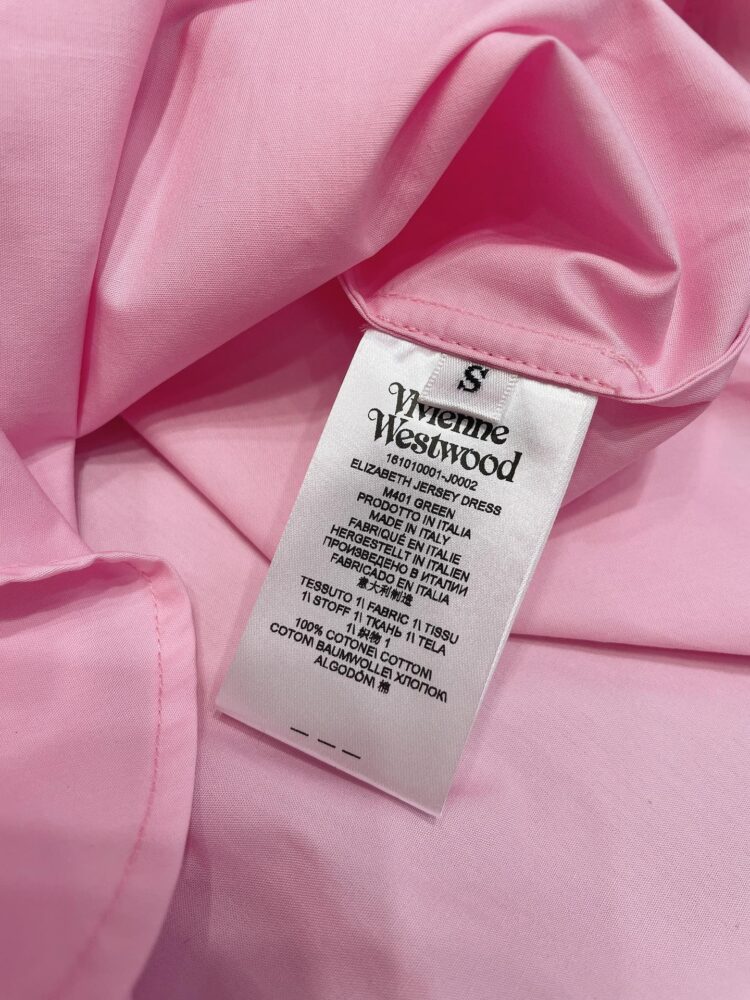 S
Vivienne
Westwood
161010001-J0002
ELIZABETH JERSEY DRESS
M401 GREEN
PRODOTTO IN ITALIA
MADE IN ITALY
FABRIQUÉ EN ITALIE
HERGESTELLT IN ITALIEN
ПРОИЗВЕДЕНО В ИТАЛИИ
FABRICADO EN ITALIA
意大利制造
TESSUTO 1\ FABRIC 1\ TISSU
1\ STOFF 1\ ТКАНЬ 1\ TELA
1\ 织物 1
100% COTONE\ COTTON\
COTON\ BAUMWOLLE\ ХЛОПОК\
ALGODÓN\ 棉